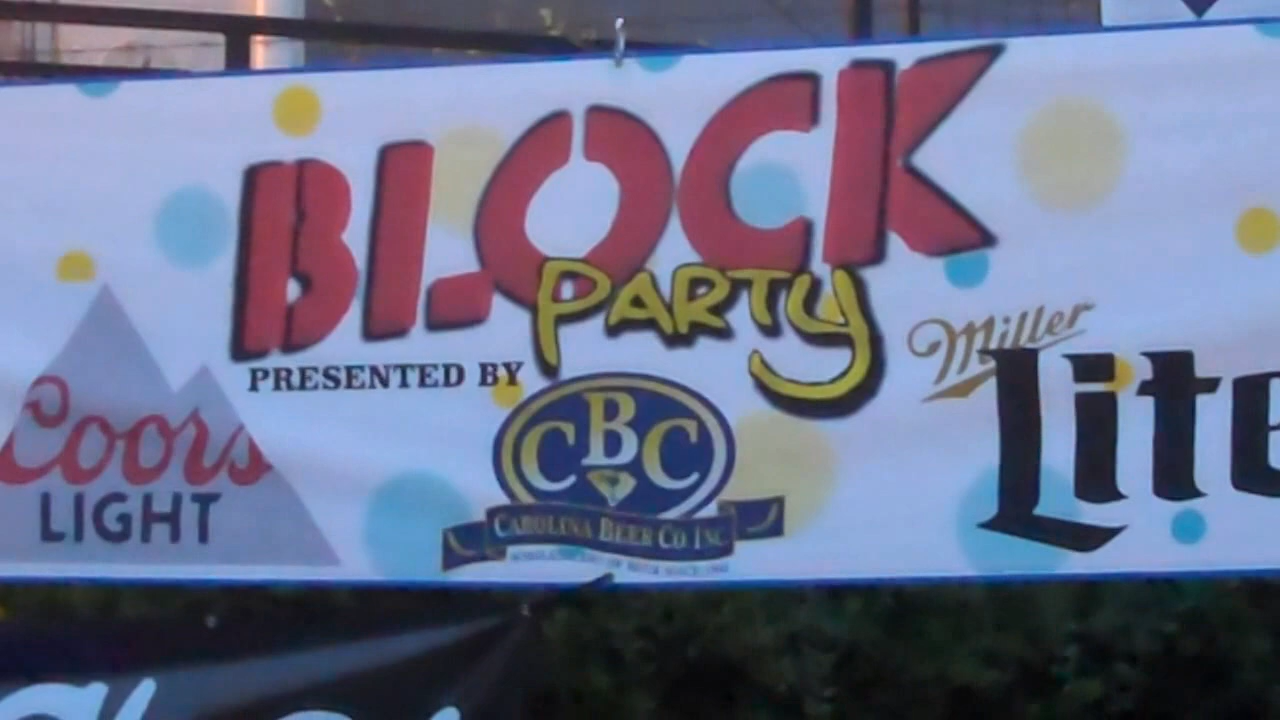 BLOCK
PARTY
PRESENTED BY
Coors
LIGHT
CBC
CAROLINA BEER CO INC
Miller
Lite